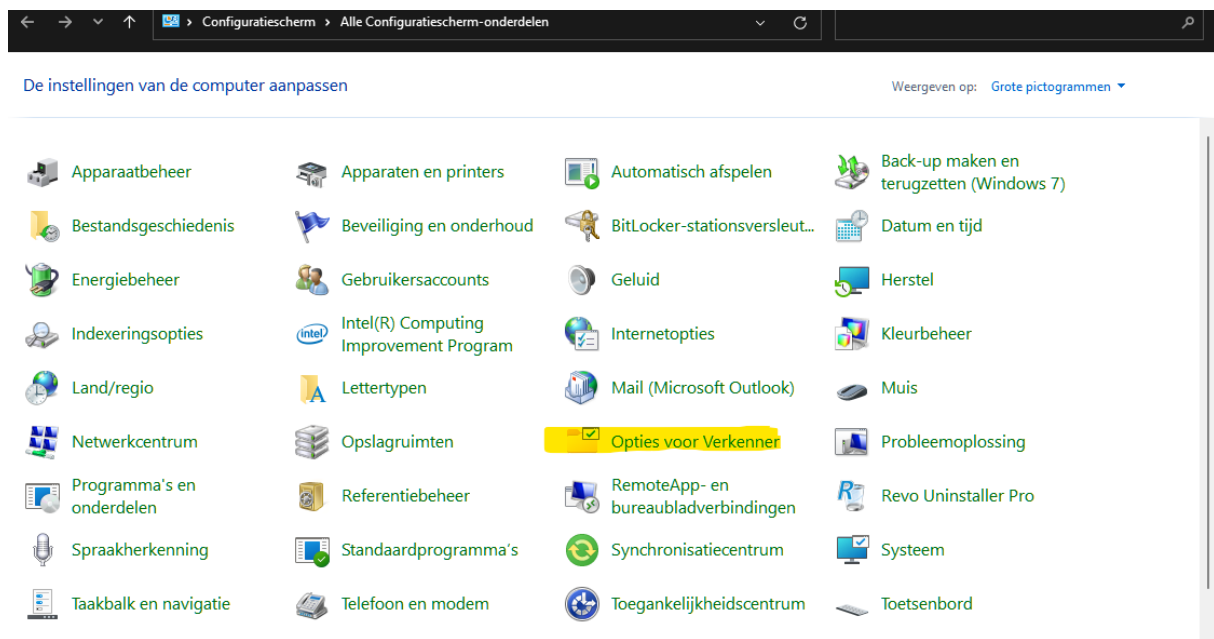 Configuratiescherm > Alle Configuratiescherm-onderdelen
De instellingen van de computer aanpassen
Weergeven op: Grote pictogrammen
Apparaatbeheer
Apparaten en printers
Automatisch afspelen
Back-up maken en
terugzetten (Windows 7)
Bestandsgeschiedenis
Beveiliging en onderhoud
BitLocker-stationsversleut...
Datum en tijd
Energiebeheer
Gebruikersaccounts
Geluid
Herstel
Indexeringsopties
intel
Intel(R) Computing
Improvement Program
Internetopties
Kleurbeheer
Land/regio
A
Lettertypen
Mail (Microsoft Outlook)
Muis
Netwerkcentrum
Opslagruimten
Opties voor Verkenner
Probleemoplossing
Programma's en
onderdelen
Referentiebeheer
RemoteApp- en
bureaubladverbindingen
R
Revo Uninstaller Pro
Spraakherkenning
Standaardprogramma's
Synchronisatiecentrum
Systeem
Taakbalk en navigatie
Telefoon en modem
Toegankelijkheidscentrum
Toetsenbord